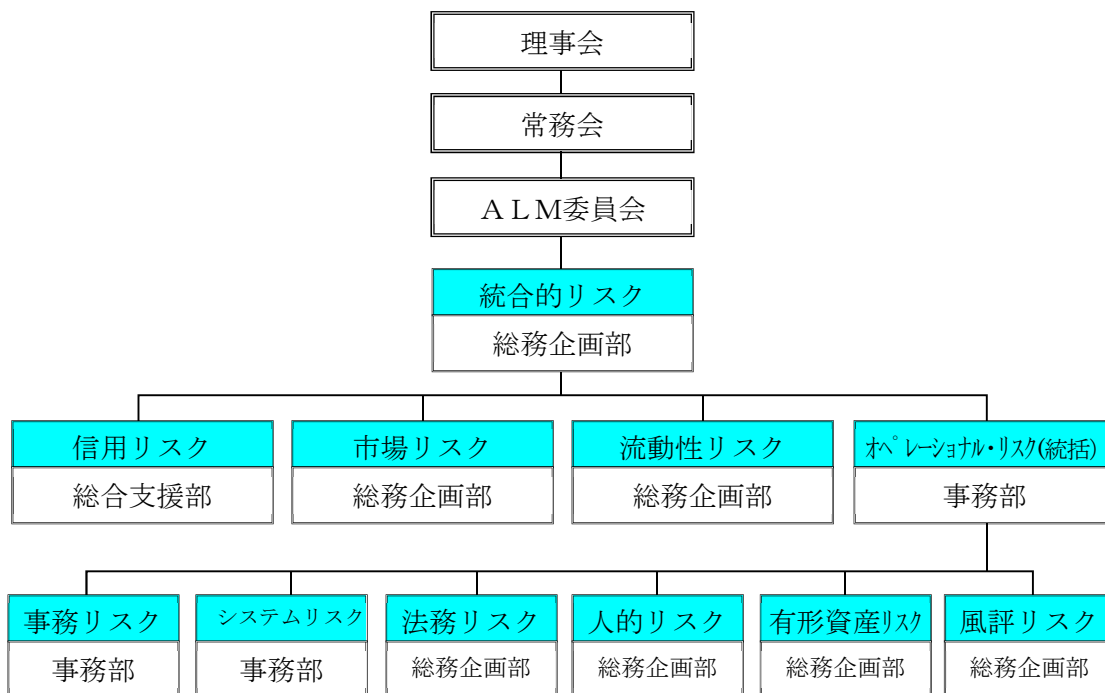 理事会
常務会
ＡＬＭ委員会
統合的リスク
総務企画部
信用リスク
総合支援部
市場リスク
総務企画部
流動性リスク
総務企画部
ｵﾍﾟﾚｰｼｮﾅﾙ・ﾘｽｸ(統括)
事務部
事務リスク
事務部
システムリスク
事務部
法務リスク
総務企画部
人的リスク
総務企画部
有形資産ﾘｽｸ
総務企画部
風評リスク
総務企画部